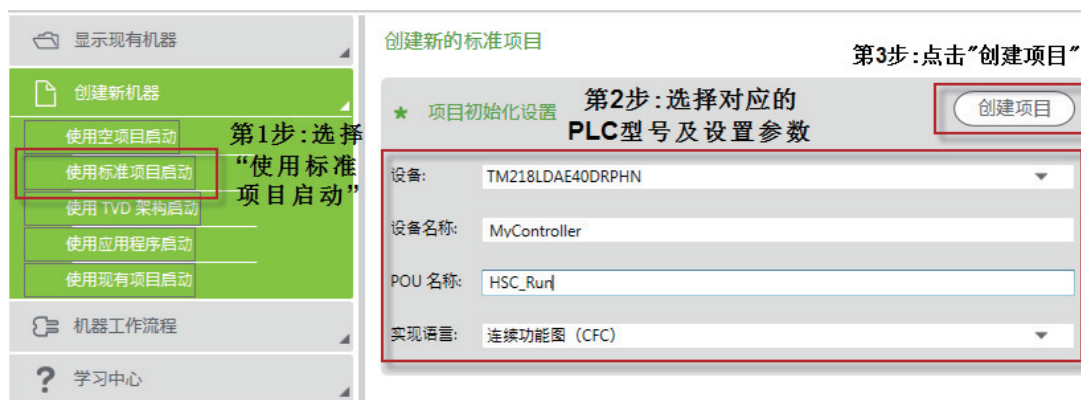 显示现有机器
创建新机器
使用空项目启动
使用标准项目启动
使用 TVD 架构启动
使用应用程序启动
使用现有项目启动
机器工作流程
? 学习中心
第1步:选择
“使用标准
项目启动”
创建新的标准项目
第3步:点击"创建项目"
* 项目初始化设置
第2步:选择对应的
PLC型号及设置参数
创建项目
设备: TM218LDAE40DRPHN
设备名称: MyController
POU 名称: HSC_Run
实现语言: 连续功能图（CFC）